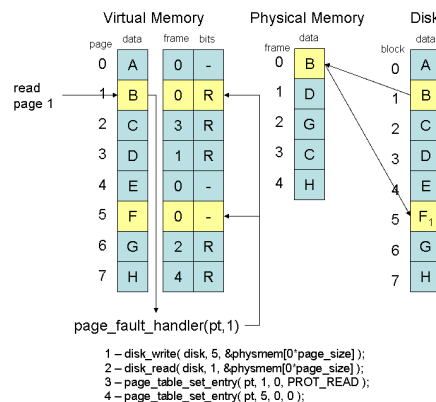 Virtual Memory Physical Memory Disk
page data frame bits frame data block data
0 A 0 - 0 B 0 A
read page 1
1 B 0 R 1 D 1 B
2 C 3 R 2 G 2 C
3 D 1 R 3 C 3 D
4 E 0 - 4 H 4 E
5 F 0 - 5 F1
6 G 2 R 6 G
7 H 4 R 7 H
page_fault_handler(pt,1)
1 – disk_write( disk, 5, &physmem[0*page_size] );
2 – disk_read( disk, 1, &physmem[0*page_size] );
3 – page_table_set_entry( pt, 1, 0, PROT_READ );
4 – page_table_set_entry( pt, 5, 0, 0 );